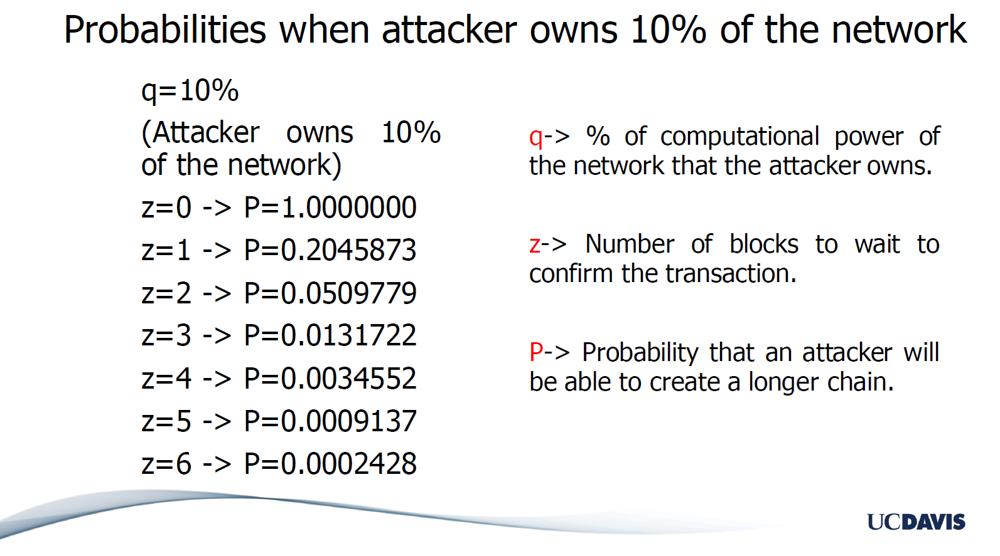 Probabilities when attacker owns 10% of the network
q=10%
(Attacker owns 10%
of the network)
z=0 -> P=1.0000000
z=1 -> P=0.2045873
z=2 -> P=0.0509779
z=3 -> P=0.0131722
z=4 -> P=0.0034552
z=5 -> P=0.0009137
z=6 -> P=0.0002428
q-> % of computational power of
the network that the attacker owns.
z-> Number of blocks to wait to
confirm the transaction.
P-> Probability that an attacker will
be able to create a longer chain.
UCDAVIS